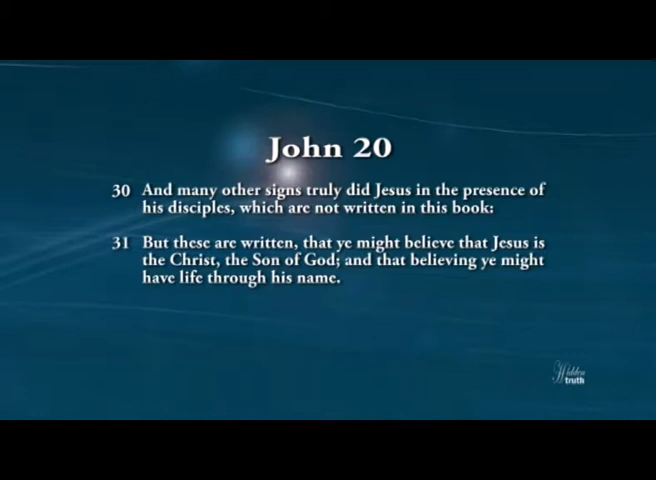 John 20
30 And many other signs truly did Jesus in the presence of
his disciples, which are not written in this book:
31 But these are written, that ye might believe that Jesus is
the Christ, the Son of God; and that believing ye might
have life through his name.
Hidden
truth